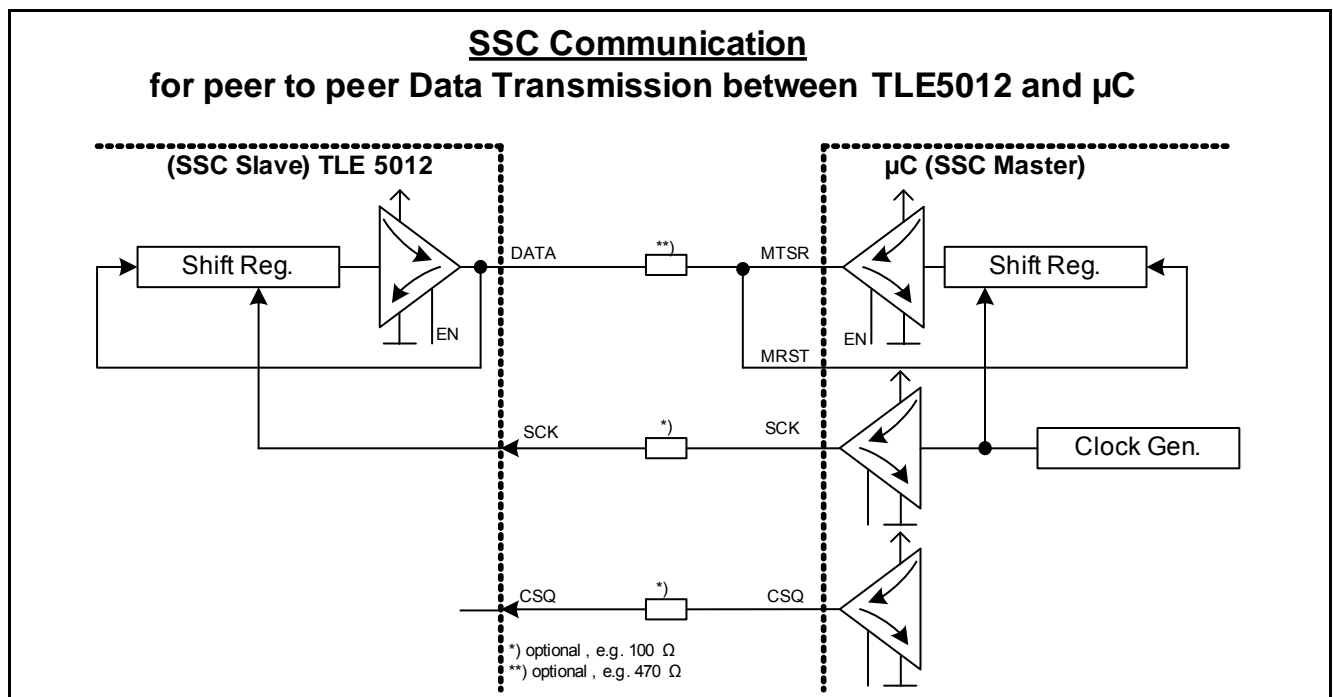 SSC Communication
for peer to peer Data Transmission between TLE5012 and µC
(SSC Slave) TLE 5012
µC (SSC Master)
Shift Reg.
DATA
**)
MTSR
Shift Reg.
EN
EN
MRST
SCK
*)
SCK
Clock Gen.
CSQ
*)
CSQ
*) optional , e.g. 100 Ω
**) optional , e.g. 470 Ω